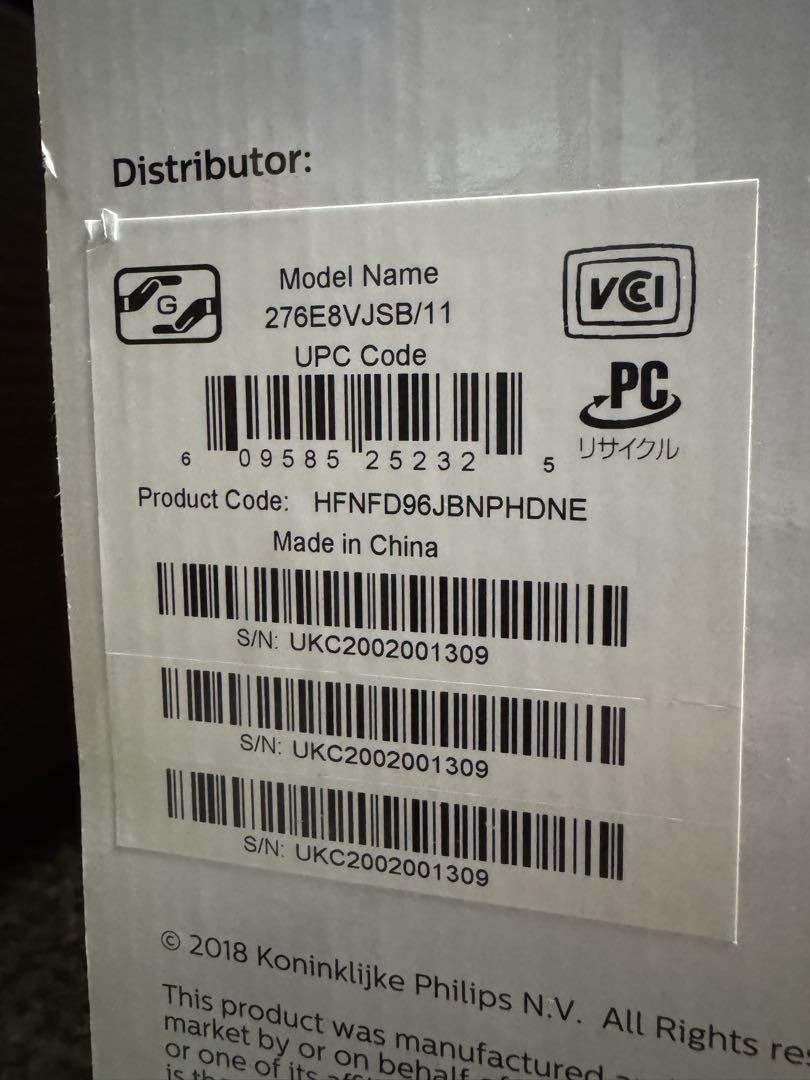 Distributor:
G
Model Name
276E8VJSB/11
VCCI
UPC Code
PC
リサイクル
6 09585 25232 5
Product Code: HFNFD96JBNPHDNE
Made in China
S/N: UKC2002001309
S/N: UKC2002001309
S/N: UKC2002001309
© 2018 Koninklijke Philips N.V. All Rights
This product was manufactured
market by or on behalf
or one of its
is